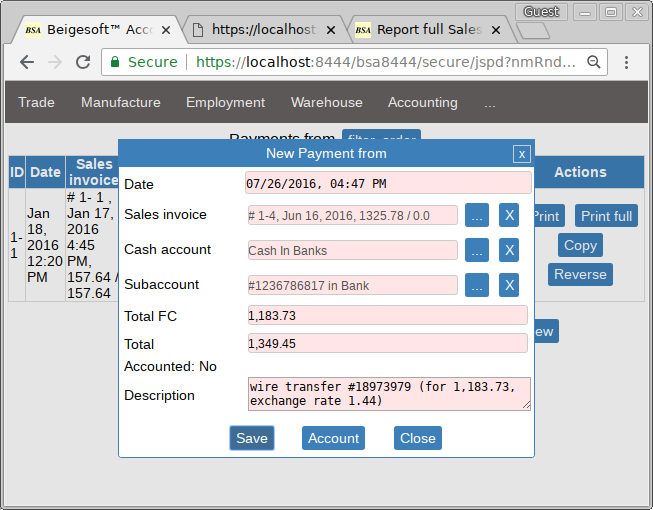 Guest
BSA Beigesoft™ Acco
https://localhost:
BSA Report full Sales
Secure https://localhost:8444/bsa8444/secure/jspd?nmRnd...
Trade Manufacture Employment Warehouse Accounting ...
Payments from filter, order
New Payment from x
ID Date Sales invoice Actions
1-1 Jan 18, 2016 12:20 PM # 1- 1 , Jan 17, 2016 4:45 PM, 157.64 / 157.64
Print Print full
Copy
Reverse
Date 07/26/2016, 04:47 PM
Sales invoice # 1-4, Jun 16, 2016, 1325.78 / 0.0 ... X
Cash account Cash In Banks ... X
Subaccount #1236786817 in Bank ... X
Total FC 1,183.73
Total 1,349.45
Accounted: No
Description wire transfer #18973979 (for 1,183.73,
exchange rate 1.44)
Save Account Close